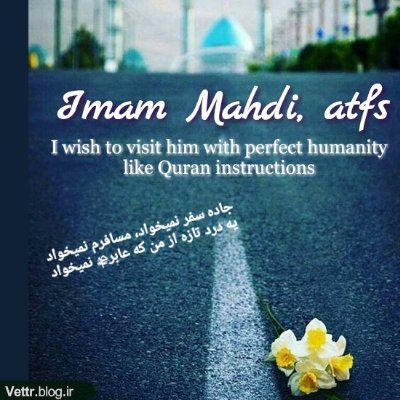 Imam Mahdi, atfs
I wish to visit him with perfect humanity
like Quran instructions
جاده سفر نمیخواد، مسافرم نمیخواد
یه درد تازه از من که عابرم نمیخواد
Vettr.blog.ir